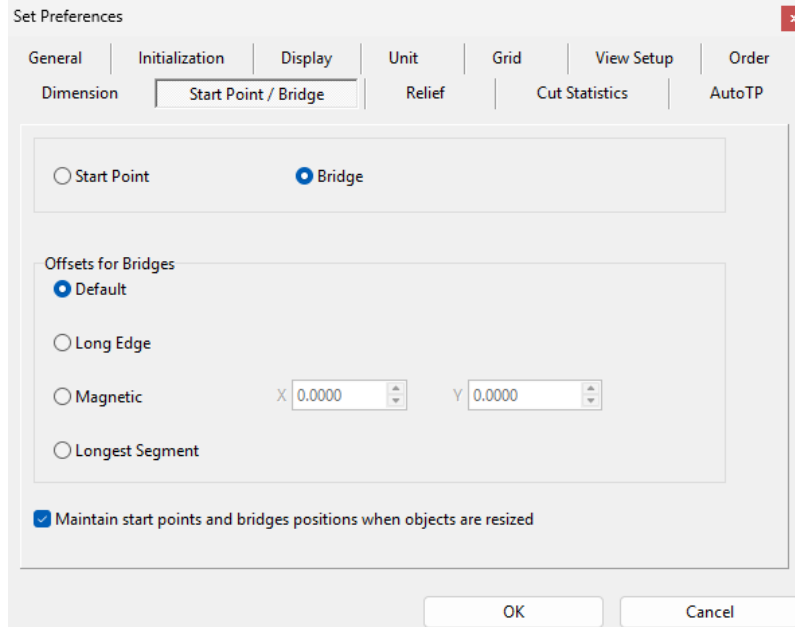 Set Preferences
General Initialization Display Unit Grid View Setup Order
Dimension Start Point / Bridge Relief Cut Statistics AutoTP
Start Point Bridge
Offsets for Bridges
Default
Long Edge
Magnetic X 0.0000 Y 0.0000
Longest Segment
Maintain start points and bridges positions when objects are resized
OK Cancel